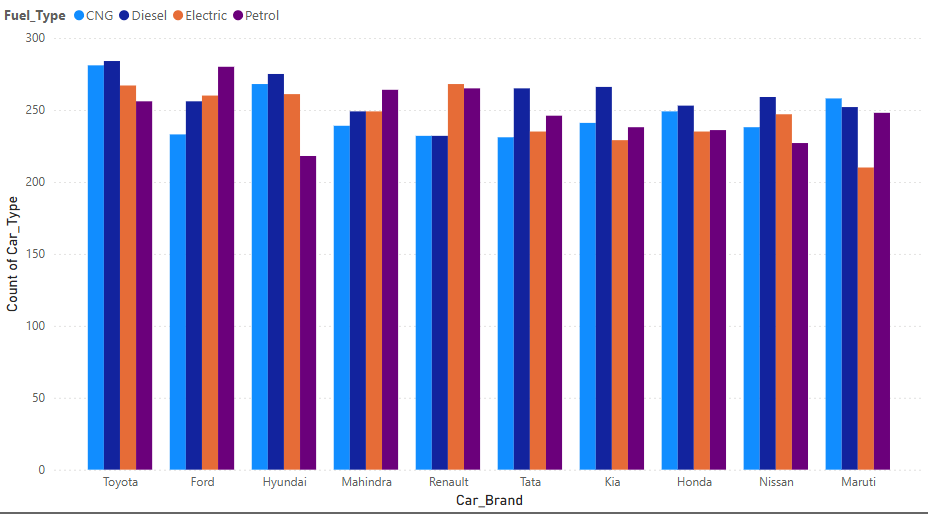 Fuel_Type CNG Diesel Electric Petrol
300
250
200
150
100
50
0
Count of Car_Type
Toyota Ford Hyundai Mahindra Renault Tata Kia Honda Nissan Maruti
Car_Brand